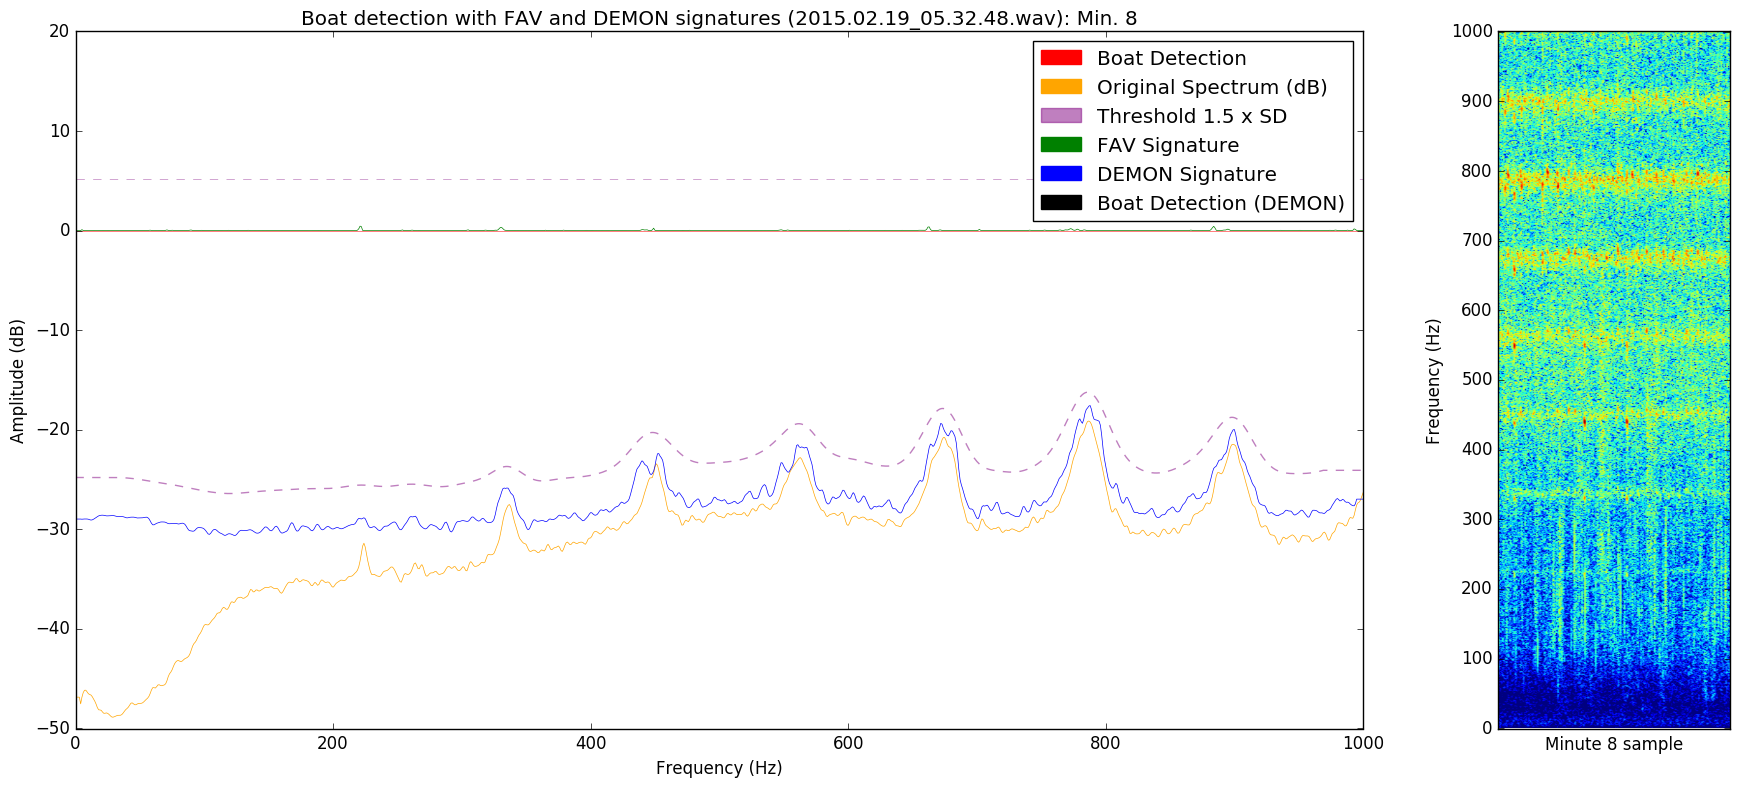 Boat detection with FAV and DEMON signatures (2015.02.19_05.32.48.wav): Min. 8
20
10
0
−10
−20
−30
−40
−50
Amplitude (dB)
0
200
400
600
800
1000
Frequency (Hz)
Boat Detection
Original Spectrum (dB)
Threshold 1.5 x SD
FAV Signature
DEMON Signature
Boat Detection (DEMON)
1000
900
800
700
600
500
400
300
200
100
0
Frequency (Hz)
Minute 8 sample